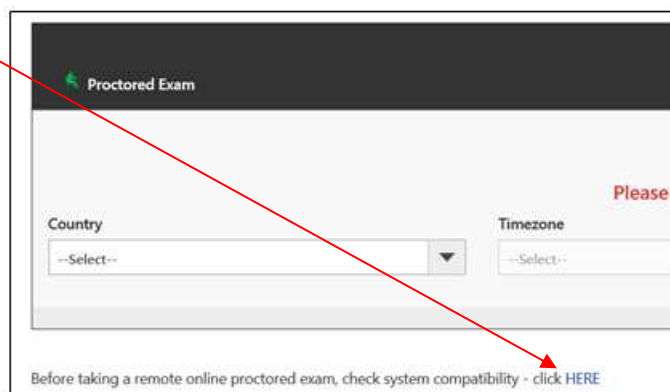 Proctored Exam
Please
Country Timezone
--Select-- --Select--
Before taking a remote online proctored exam, check system compatibility - click HERE